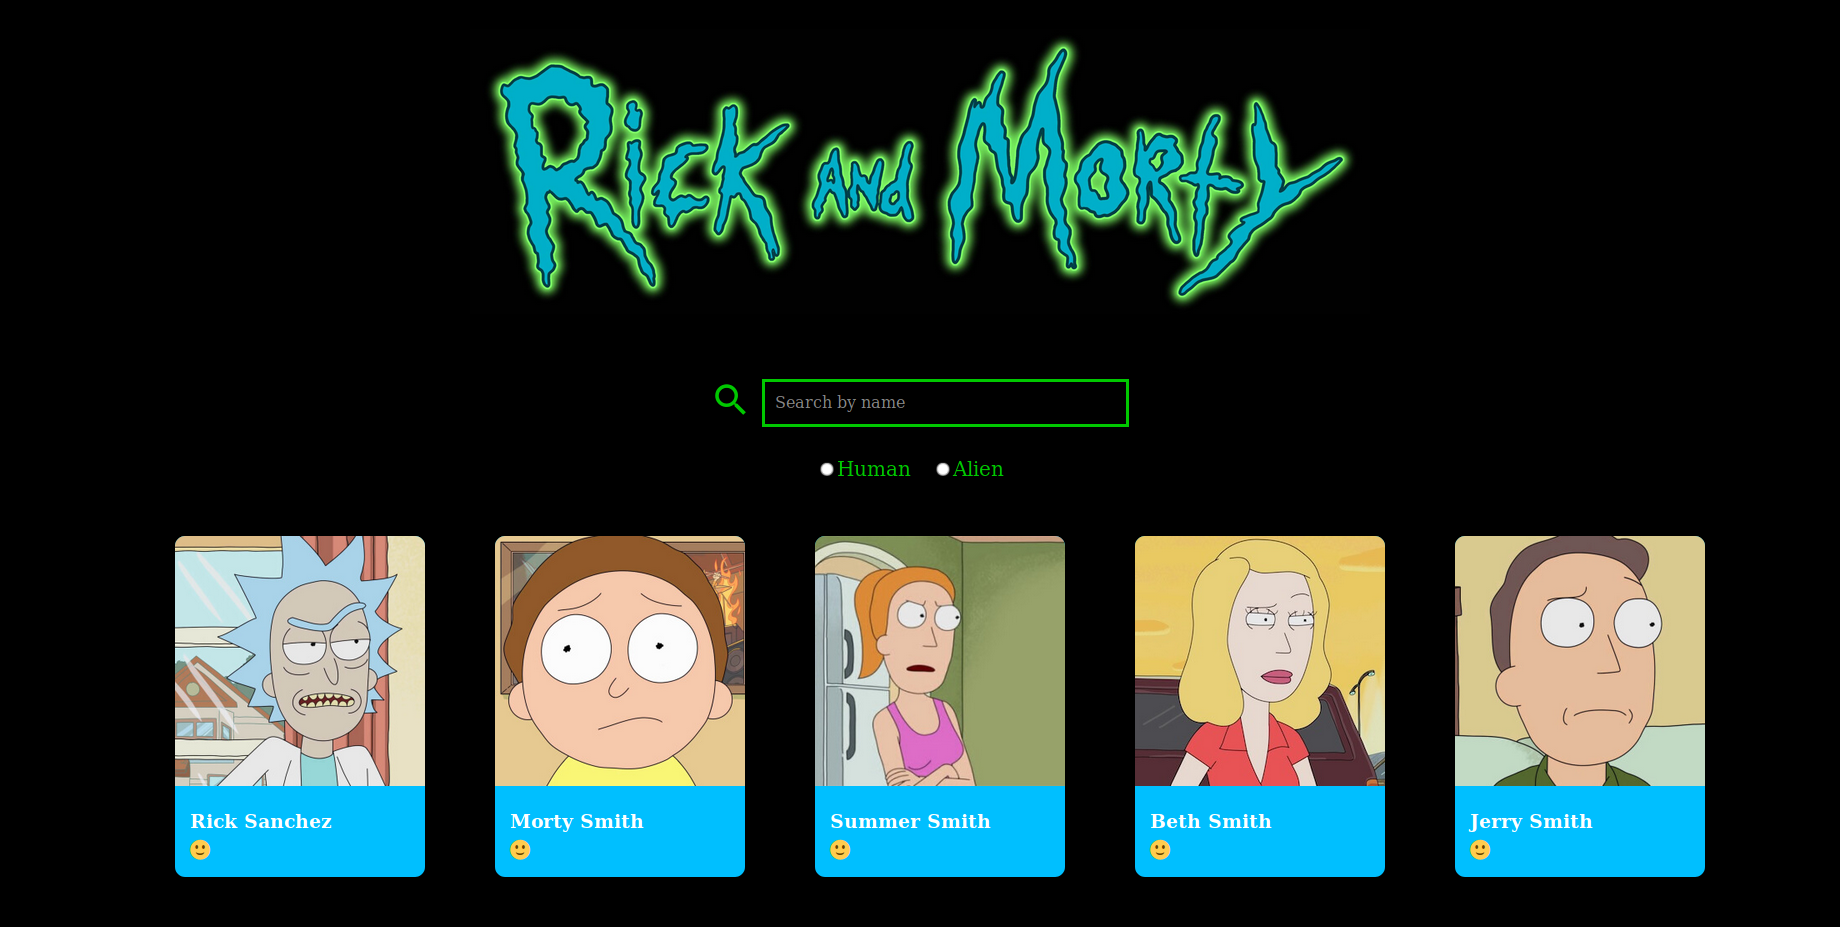 Rick and Morty
Search by name
Human Alien
Rick Sanchez
Morty Smith
Summer Smith
Beth Smith
Jerry Smith